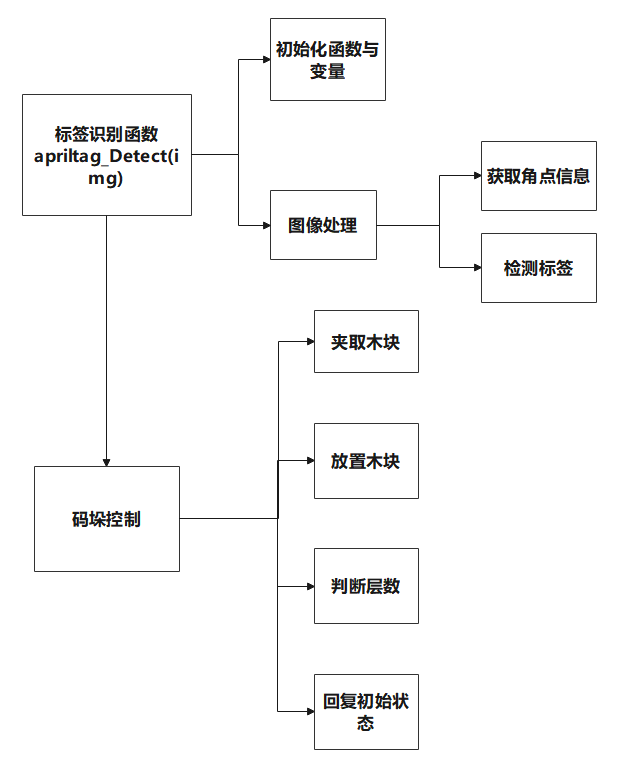 初始化函数与
变量
标签识别函数
apriltag_Detect(i
mg)
图像处理
获取角点信息
检测标签
夹取木块
放置木块
码垛控制
判断层数
回复初始状
态